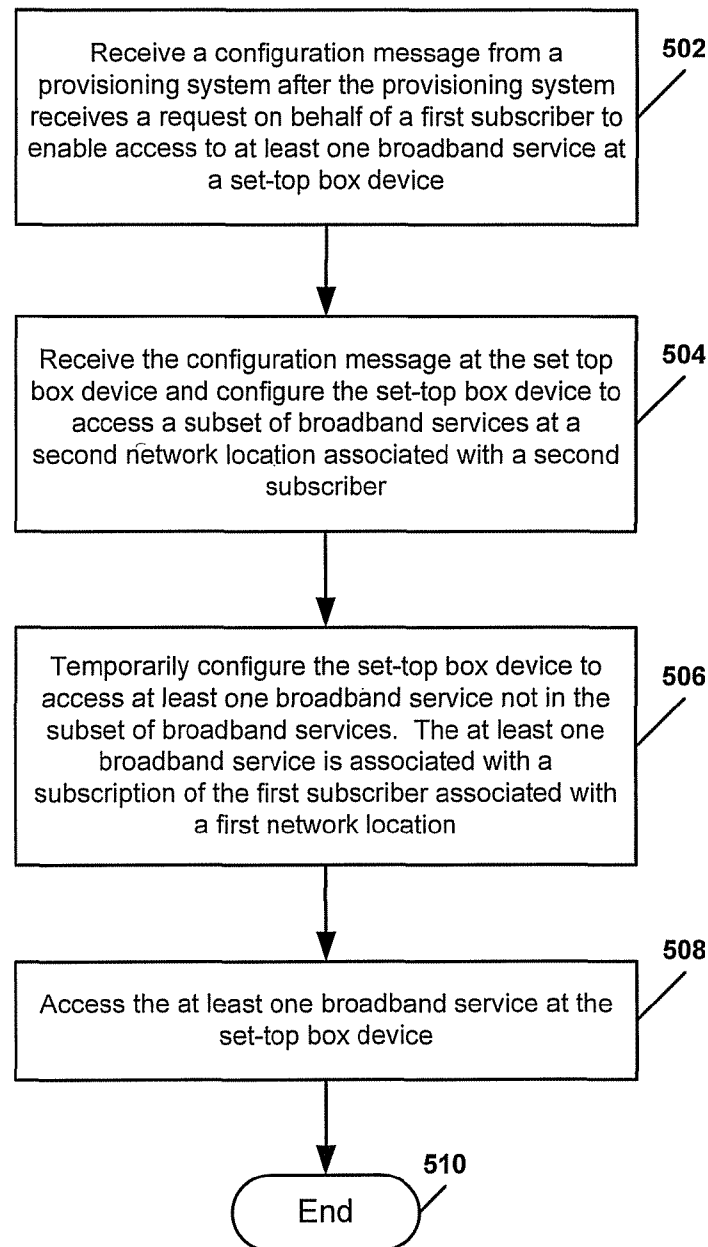 Receive a configuration message from a
provisioning system after the provisioning system
receives a request on behalf of a first subscriber to
enable access to at least one broadband service at
a set-top box device
502
Receive the configuration message at the set top
box device and configure the set-top box device to
access a subset of broadband services at a
second network location associated with a second
subscriber
504
Temporarily configure the set-top box device to
access at least one broadband service not in the
subset of broadband services. The at least one
broadband service is associated with a
subscription of the first subscriber associated with
a first network location
506
Access the at least one broadband service at the
set-top box device
508
End
510